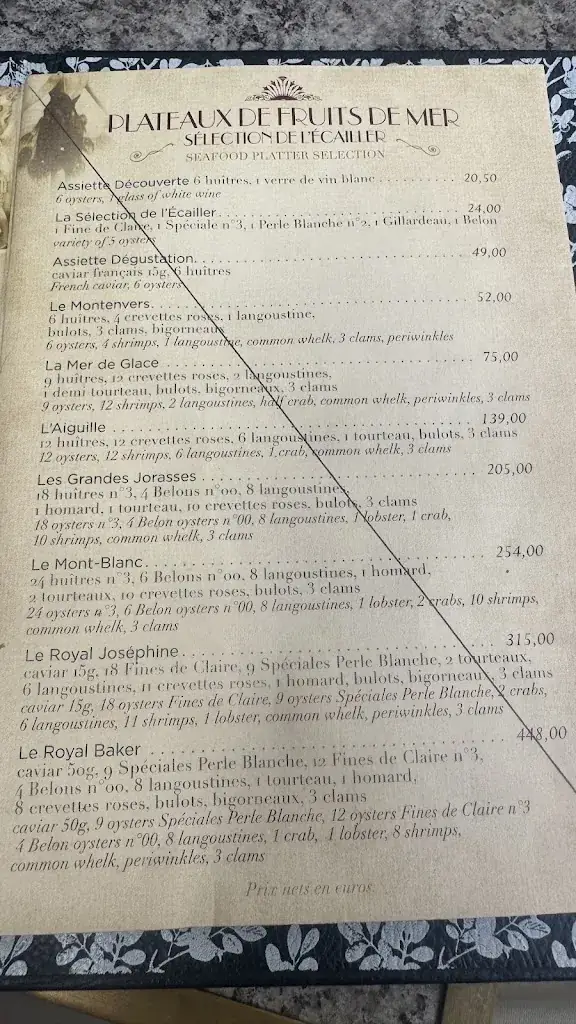 PLATEAUX DE FRUITS DE MER
SÉLECTION DE L'ÉCAILLER
SEAFOOD PLATTER SELECTION
Assiette Découverte 6 huîtres, 1 verre de vin blanc . . . . . . . . . . . 20,50
6 oysters, 1 glass of white wine
La Sélection de l'Écailler. . . . . . . . . . . . . . . . . . . . . . . . . . . 24,00
1 Fine de Claire, 1 Spéciale n°3, 1 Perle Blanche n°2, 1 Gillardeau, 1 Belon
variety of 5 oysters
Assiette Dégustation. . . . . . . . . . . . . . . . . . . . . . . . . . . . . . 49,00
caviar français 15g, 6 huîtres
French caviar, 6 oysters
Le Montenvers. . . . . . . . . . . . . . . . . . . . . . . . . . . . . . . . . . . 52,00
6 huîtres, 4 crevettes roses, 1 langoustine,
bulots, 3 clams, bigorneaux
6 oysters, 4 shrimps, 1 langoustine, common whelk, 3 clams, periwinkles
La Mer de Glace . . . . . . . . . . . . . . . . . . . . . . . . . . . . . . . . . 75,00
9 huîtres, 12 crevettes roses, 2 langoustines,
1 demi tourteau, bulots, bigorneaux, 3 clams
9 oysters, 12 shrimps, 2 langoustines, half crab, common whelk, periwinkles, 3 clams
L'Aiguille . . . . . . . . . . . . . . . . . . . . . . . . . . . . . . . . . . . . . . 139,00
12 huîtres, 12 crevettes roses, 6 langoustines, 1 tourteau, bulots, 3 clams
12 oysters, 12 shrimps, 6 langoustines, 1 crab, common whelk, 3 clams
Les Grandes Jorasses . . . . . . . . . . . . . . . . . . . . . . . . . . . . 205,00
18 huîtres n°3, 4 Belons n°00, 8 langoustines,
1 homard, 1 tourteau, 10 crevettes roses, bulots, 3 clams
18 oysters n°3, 4 Belon oysters n°00, 8 langoustines, 1 lobster, 1 crab,
10 shrimps, common whelk, 3 clams
Le Mont-Blanc. . . . . . . . . . . . . . . . . . . . . . . . . . . . . . . . . . . 254,00
24 huîtres n°3, 6 Belons n°00, 8 langoustines, 1 homard,
2 tourteaux, 10 crevettes roses, bulots, 3 clams
24 oysters n°3, 6 Belon oysters n°00, 8 langoustines, 1 lobster, 2 crabs, 10 shrimps,
common whelk, 3 clams
Le Royal Joséphine. . . . . . . . . . . . . . . . . . . . . . . . . . . . . . . 315,00
caviar 15g, 18 Fines de Claire, 9 Spéciales Perle Blanche, 2 tourteaux,
6 langoustines, 11 crevettes roses, 1 homard, bulots, bigorneaux, 3 clams
caviar 15g, 18 oysters Fines de Claire, 9 oysters Spéciales Perle Blanche, 2 crabs,
6 langoustines, 11 shrimps, 1 lobster, common whelk, periwinkles, 3 clams
Le Royal Baker . . . . . . . . . . . . . . . . . . . . . . . . . . . . . . . . . . 448,00
caviar 50g, 9 Spéciales Perle Blanche, 12 Fines de Claire n°3,
4 Belons n°00, 8 langoustines, 1 tourteau, 1 homard,
8 crevettes roses, bulots, bigorneaux, 3 clams
caviar 50g, 9 oysters Spéciales Perle Blanche, 12 oysters Fines de Claire n°3
4 Belon oysters n°00, 8 langoustines, 1 crab, 1 lobster, 8 shrimps,
common whelk, periwinkles, 3 clams
Prix nets en euros